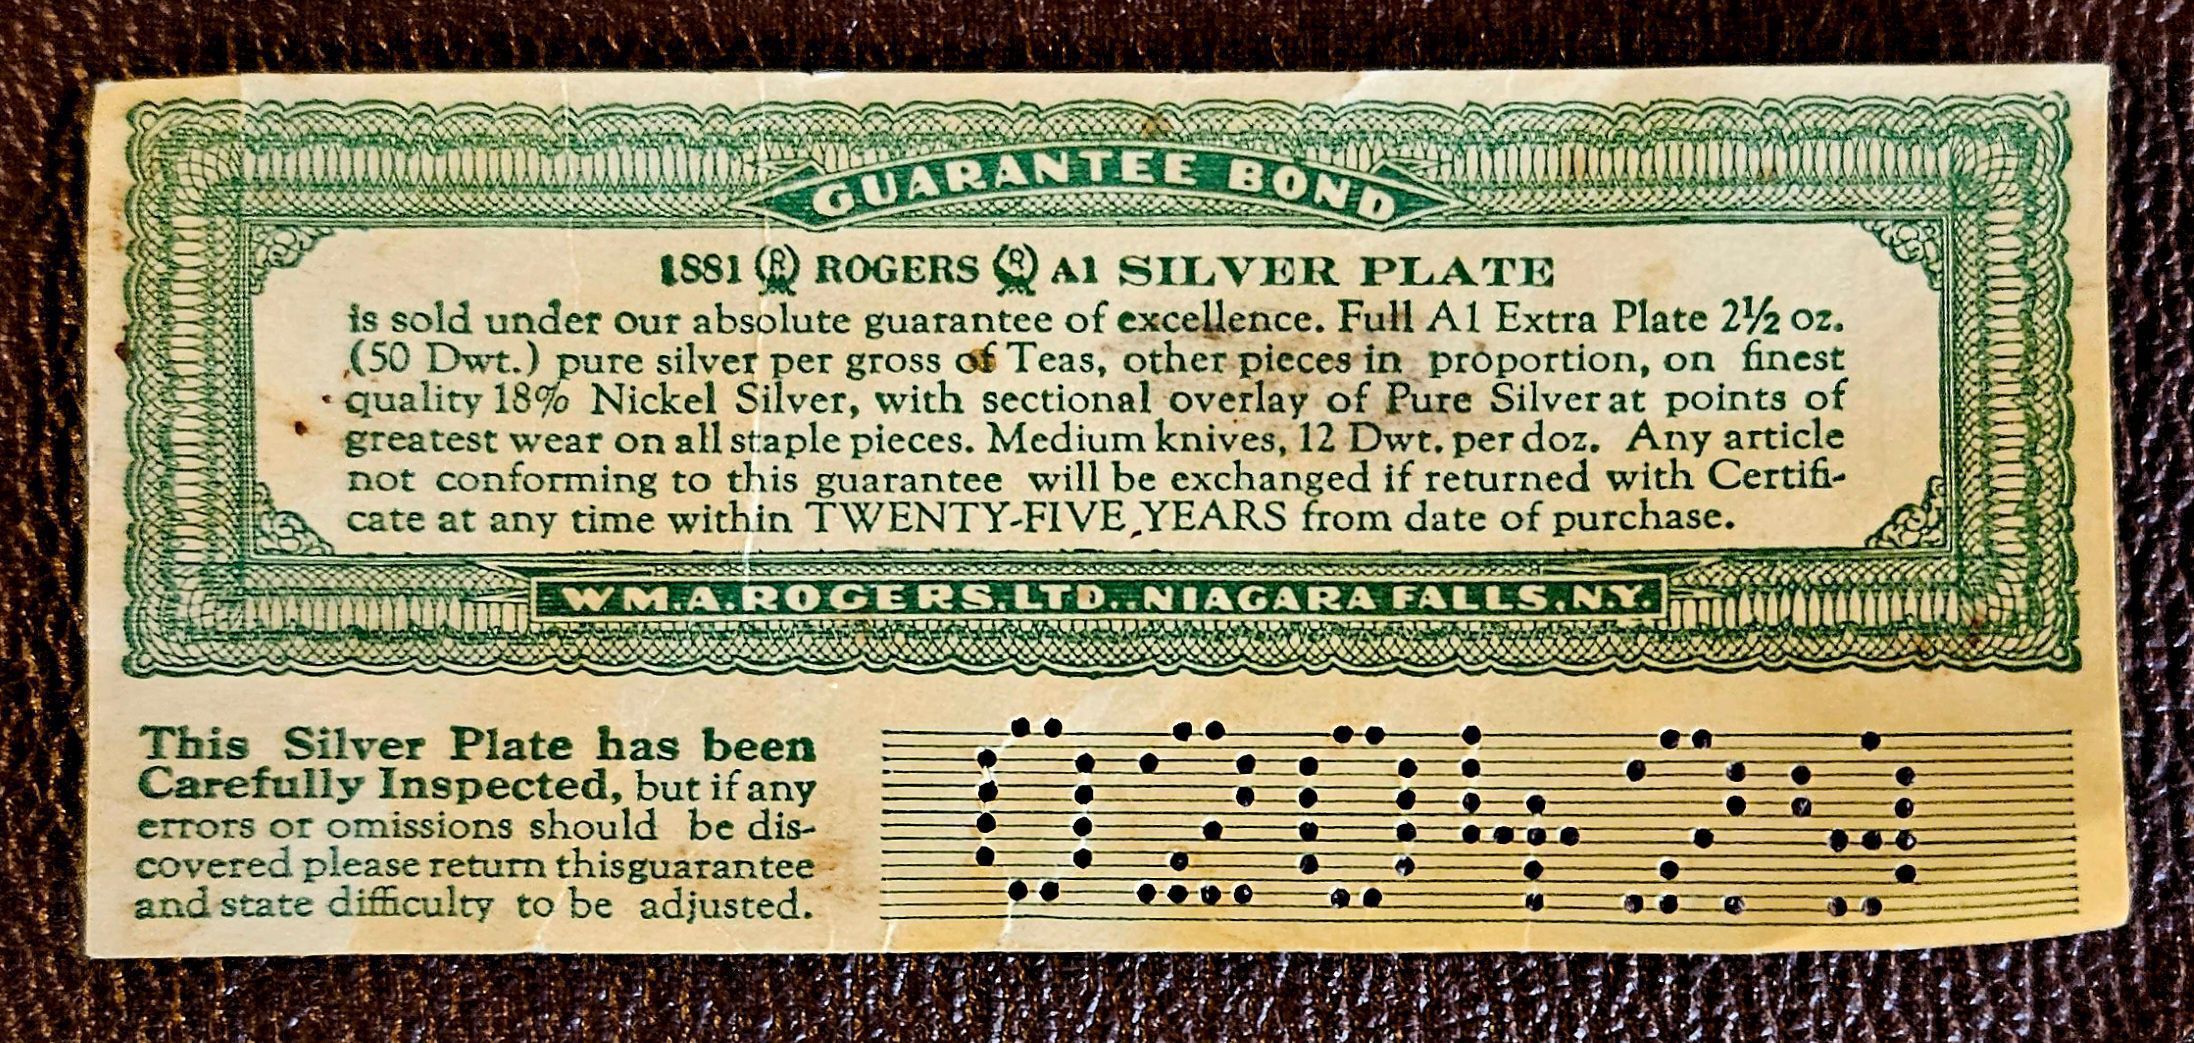 GUARANTEE BOND
1881 R ROGERS R A1 SILVER PLATE
is sold under our absolute guarantee of excellence. Full A1 Extra Plate 2½ oz.
(50 Dwt.) pure silver per gross of Teas, other pieces in proportion, on finest
quality 18% Nickel Silver, with sectional overlay of Pure Silver at points of
greatest wear on all staple pieces. Medium knives, 12 Dwt. per doz. Any article
not conforming to this guarantee will be exchanged if returned with Certifi-
cate at any time within TWENTY-FIVE YEARS from date of purchase.
WM.A.ROGERS.LTD..NIAGARA FALLS.N.Y.
This Silver Plate has been
Carefully Inspected, but if any
errors or omissions should be dis-
covered please return this guarantee
and state difficulty to be adjusted.
020429